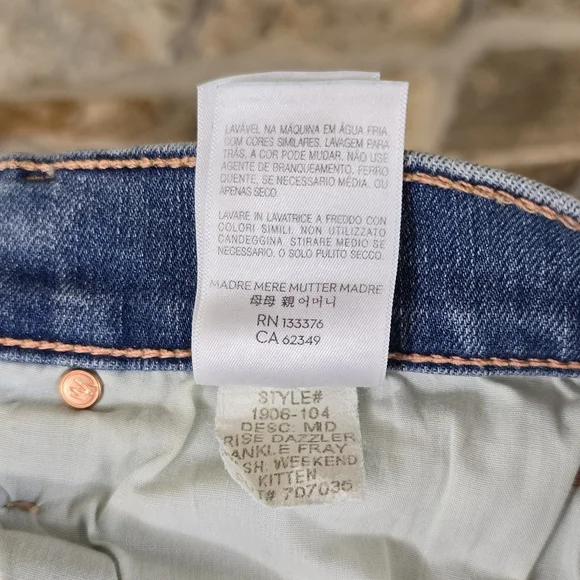 LAVÁVEL NA MÁQUINA EM ÁGUA FRIA
COM CORES SIMILARES. LAVAGEM PARA
TRÁS, A COR PODE MUDAR. NÃO USE
AGENTE DE BRANQUEAMENTO. FERRO
QUENTE, SE NECESSÁRIO MÉDIA. OU
APENAS SECO
LAVARE IN LAVATRICE A FREDDO CON
COLORI SIMILI. NON UTILIZZATO
CANDEGGINA STIRARE MEDIO SE
NECESSARIO. O SOLO PULITO SECCO.
MADRE MERE MUTTER MADRE
母母 親 어머니
RN 133376
CA 62349
STYLE#
1906-104
DESC: MID
RISE DAZZLER
ANKLE FRAY
SH. WEEKEND
KITTEN
T# 707035
M